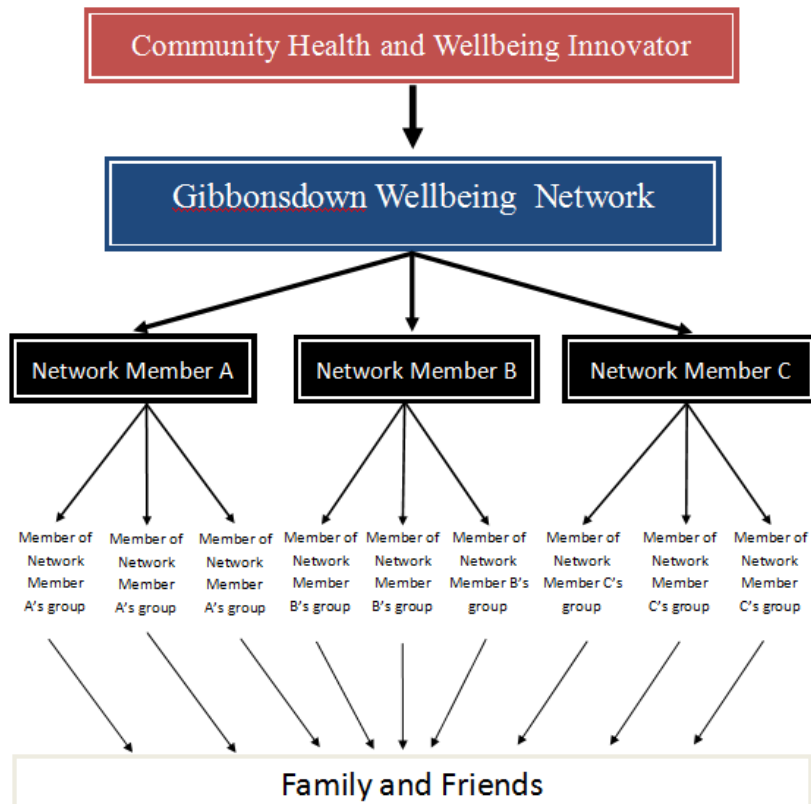 Community Health and Wellbeing Innovator
Gibbonsdown Wellbeing Network
Network Member A
Network Member B
Network Member C
Member of
Network
Member
A's group
Member of
Network
Member
A's group
Member of
Network
Member
A's group
Member of
Network
Member
B's group
Member of
Network
Member
B's group
Member of
Network
Member B's
group
Member of
Network
Member C's
group
Member of
Network
Member
C's group
Member of
Network
Member
C's group
Family and Friends